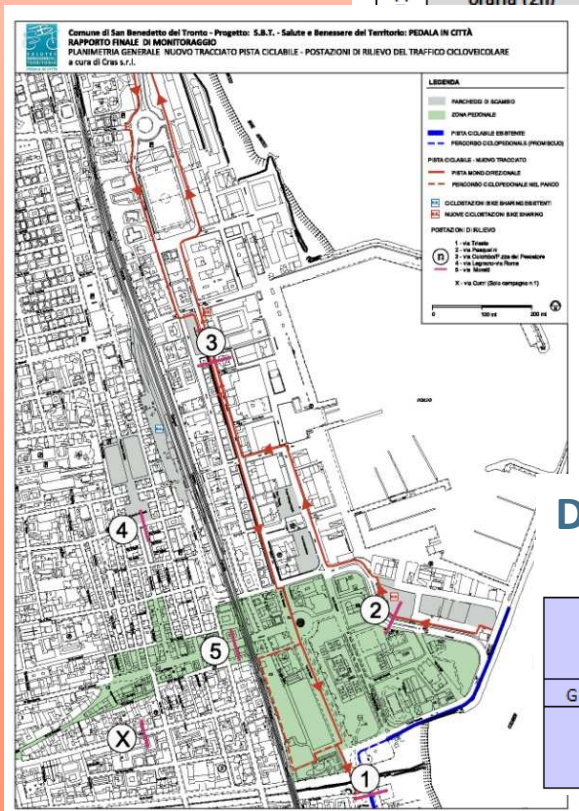 oraria (2h)
Comune di San Benedetto del Tronto - Progetto: S.B.T. - Salute e Benessere del Territorio: PEDALA IN CITTÀ
RAPPORTO FINALE DI MONITORAGGIO
PLANIMETRIA GENERALE NUOVO TRACCIATO PISTA CICLABILE - POSTAZIONI DI RILIEVO DEL TRAFFICO CICLOVEICOLARE
a cura di Cras s.r.l.
LEGENDA
PARCHEGGI DI SCAMBIO
ZONA PEDONALE
PISTA CICLABILE ESISTENTE
PERCORSO CICLOPEDONALE (PROMISCUO)
PISTA CICLABILE - NUOVO TRACCIATO
PISTA MONO-DIREZIONALE
PERCORSO CICLOPEDONALE NEL PARCO
CICLOSTAZIONI BIKE SHARING ESISTENTI
NUOVE CICLOSTAZIONI BIKE SHARING
POSTAZIONI DI RILIEVO
n
1 - via Trieste
2 - via Pasqualini
3 - via Colombo/P.zza del Pescatore
4 - via Legnano-via Roma
5 - via Moretti
X - via Curzi (Solo campagna n°1)
0 100 mt 200 mt
3
4
D
2
5
G
X
1